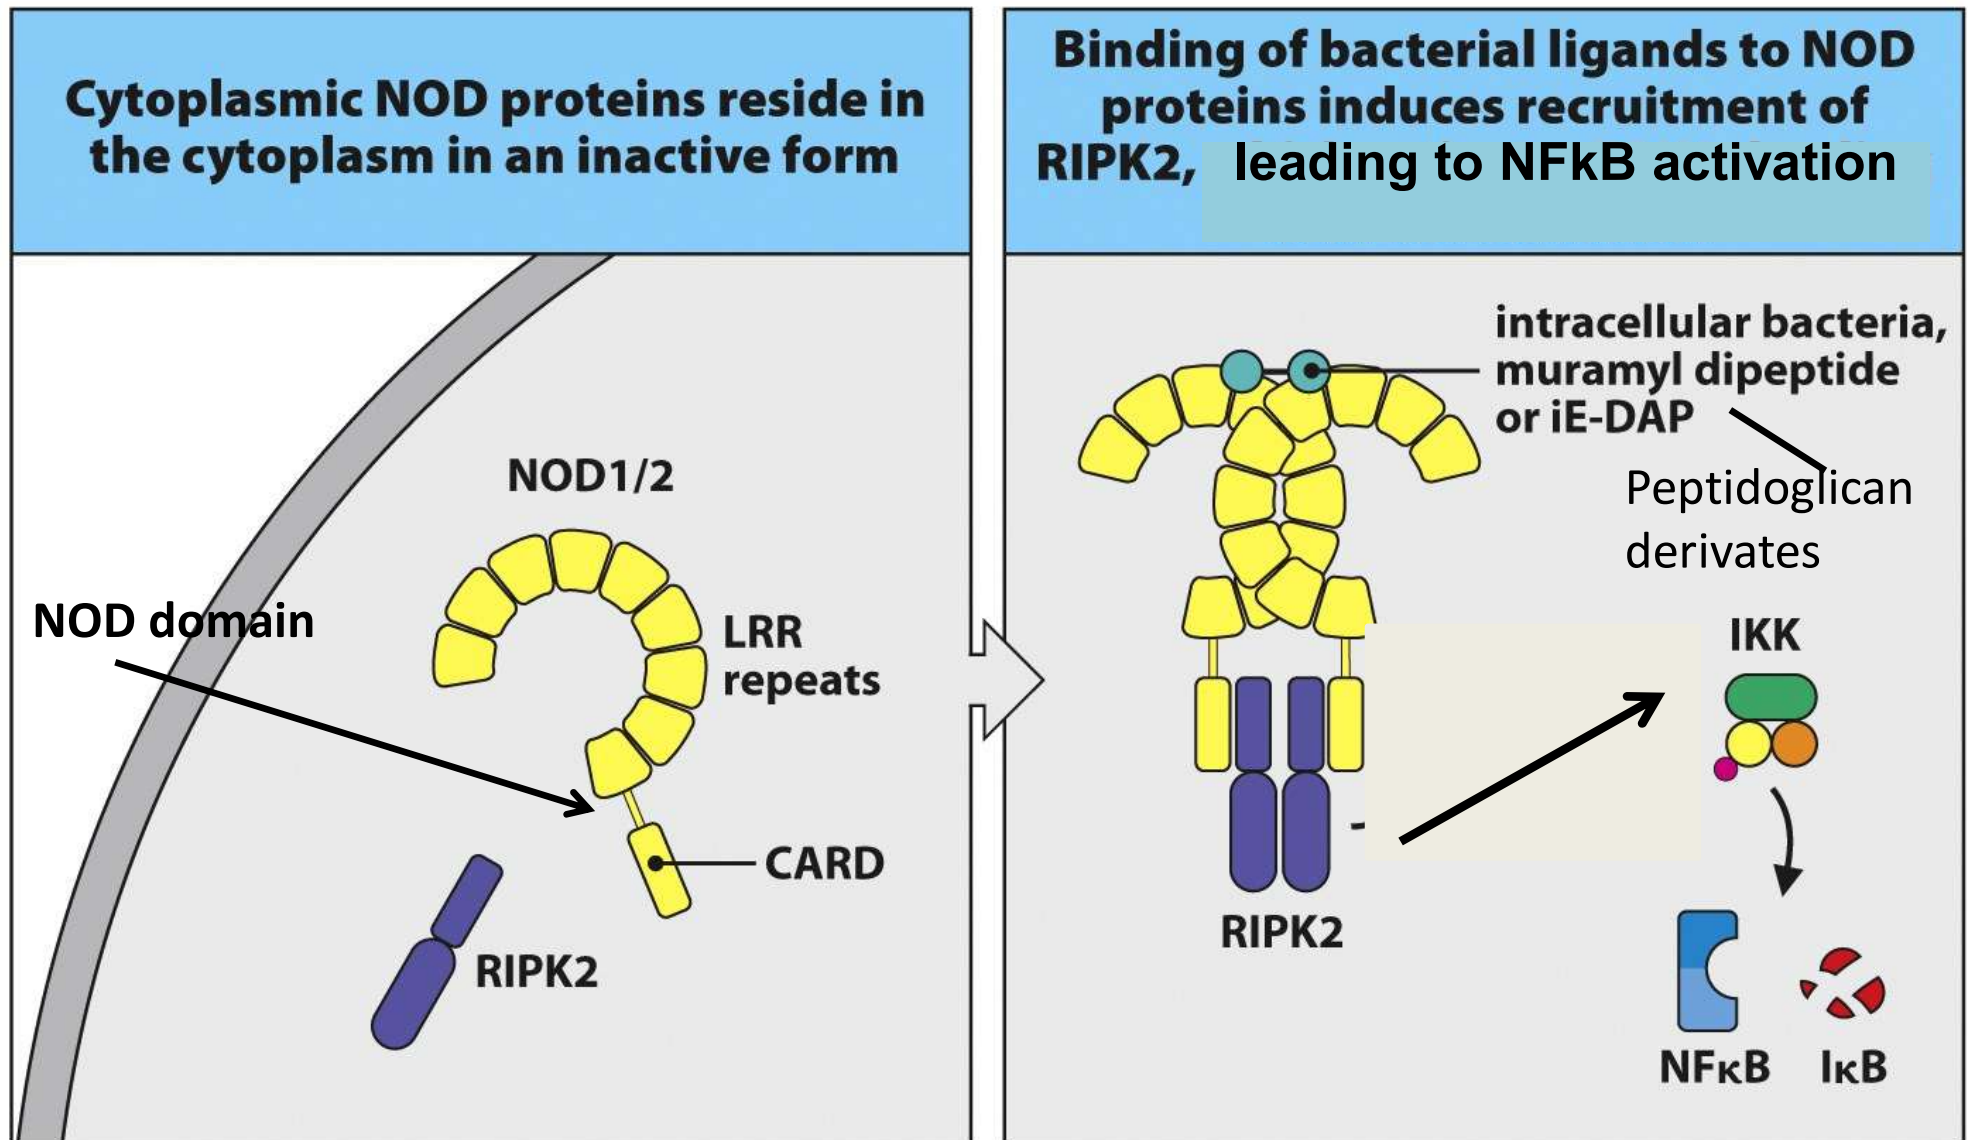 Cytoplasmic NOD proteins reside in
the cytoplasm in an inactive form
Binding of bacterial ligands to NOD
proteins induces recruitment of
RIPK2, leading to NFkB activation
NOD1/2
NOD domain
LRR
repeats
CARD
RIPK2
intracellular bacteria,
muramyl dipeptide
or iE-DAP
Peptidoglican
derivates
IKK
RIPK2
NFκB
IκB